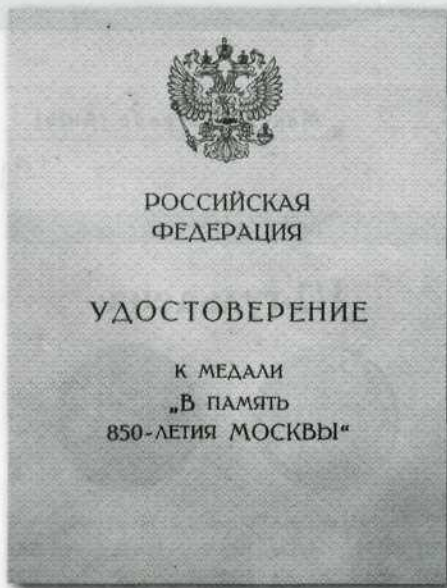 РОССИЙСКАЯ
ФЕДЕРАЦИЯ
УДОСТОВЕРЕНИЕ
К МЕДАЛИ
„В ПАМЯТЬ
850-ЛЕТИЯ МОСКВЫ“